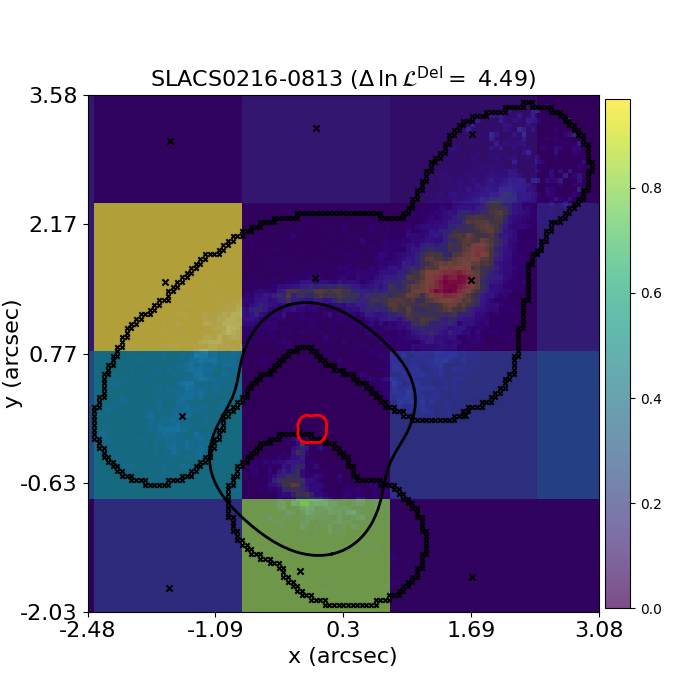 SLACS0216-0813 (Δ ln ℒ^Del = 4.49)
3.58
2.17
0.77
-0.63
-2.03
y (arcsec)
-2.48 -1.09 0.3 1.69 3.08
x (arcsec)
0.8
0.6
0.4
0.2
0.0